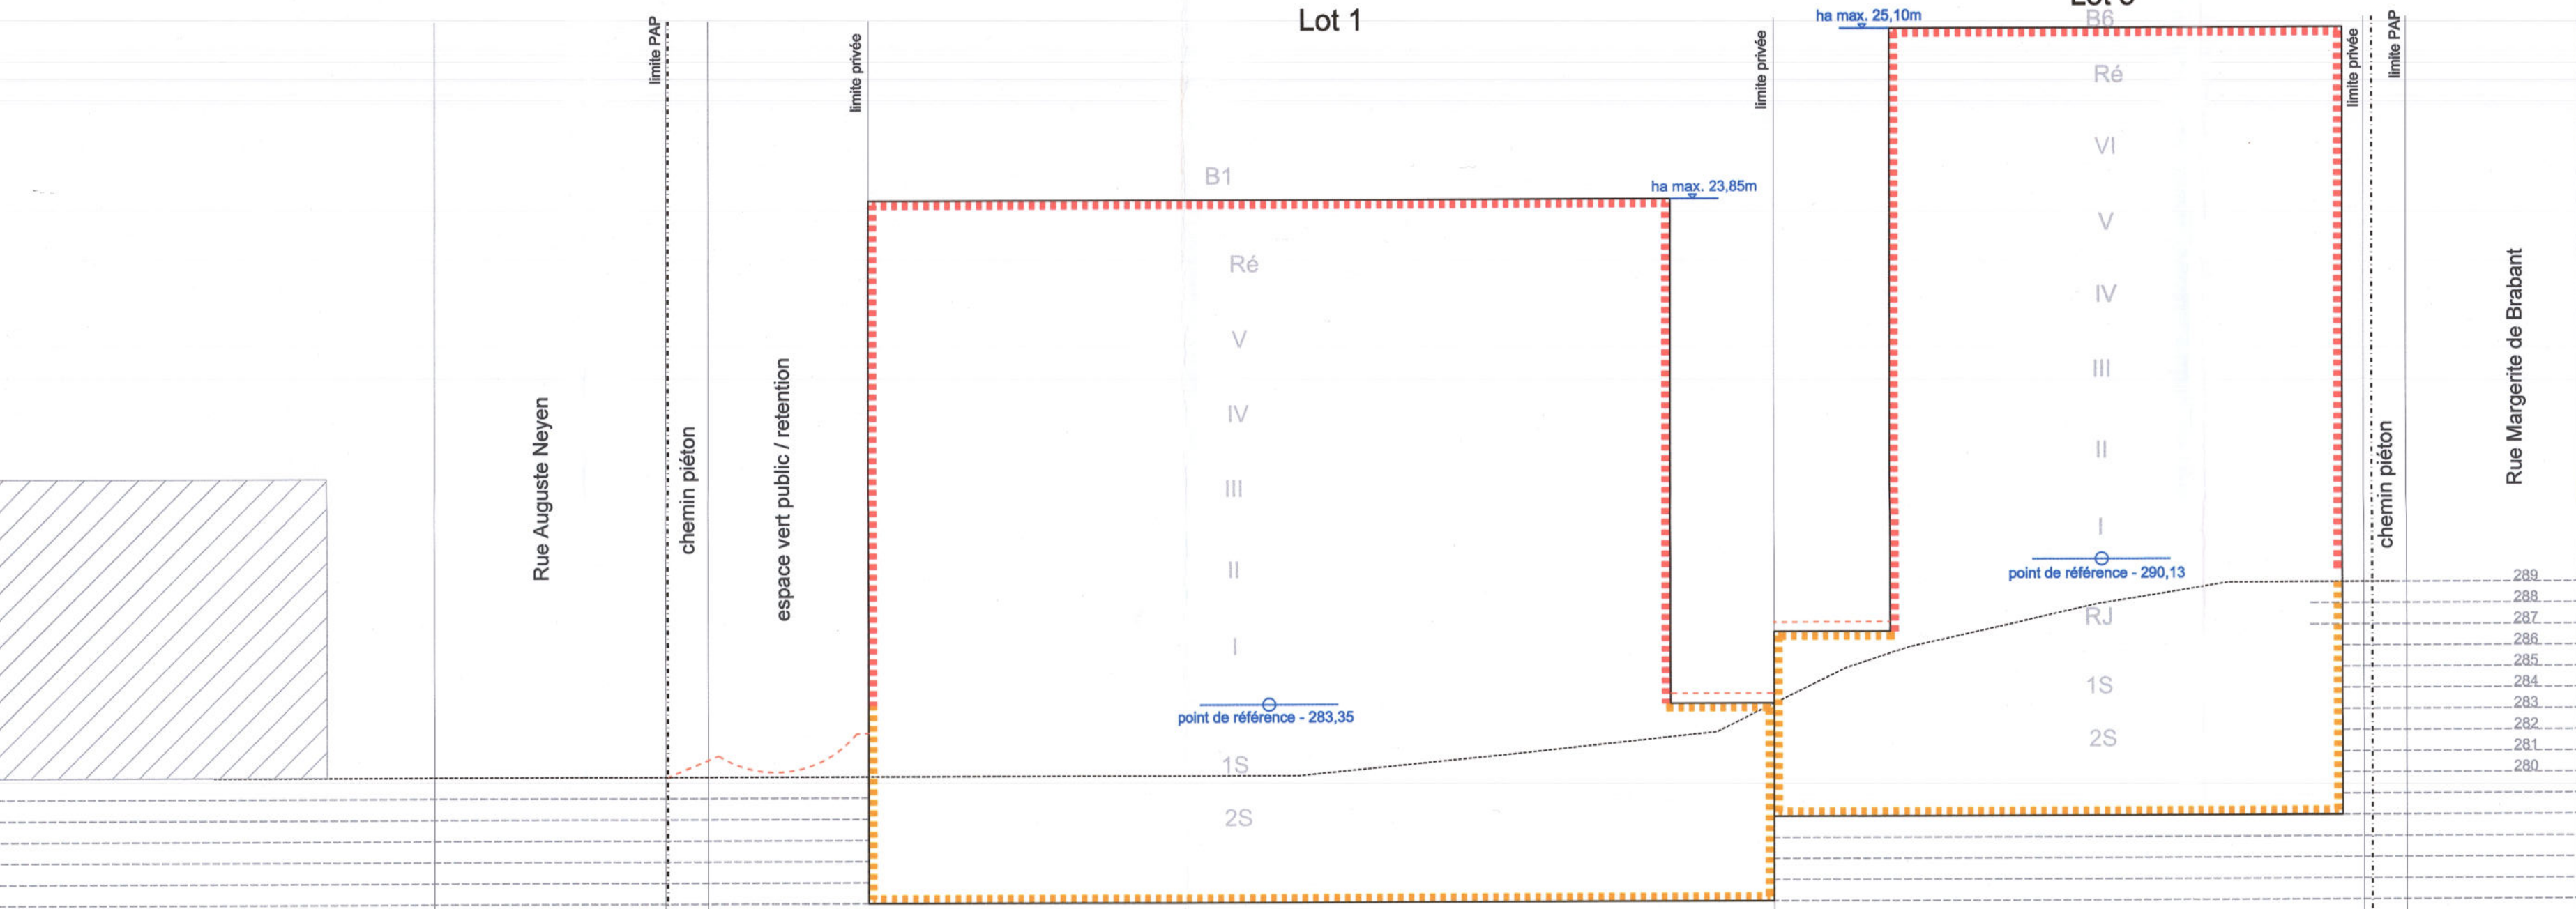 Lot 1
B6
ha max. 25,10m
limite PAP
limite privée
limite privée
limite privée
limite PAP
Ré
VI
B1
ha max. 23,85m
V
Ré
IV
V
III
IV
II
III
I
II
point de référence - 290,13
I
RJ
point de référence - 283,35
1S
2S
1S
2S
Rue Auguste Neyen
chemin piéton
espace vert public / retention
chemin piéton
Rue Margerite de Brabant
289
288
287
286
285
284
283
282
281
280